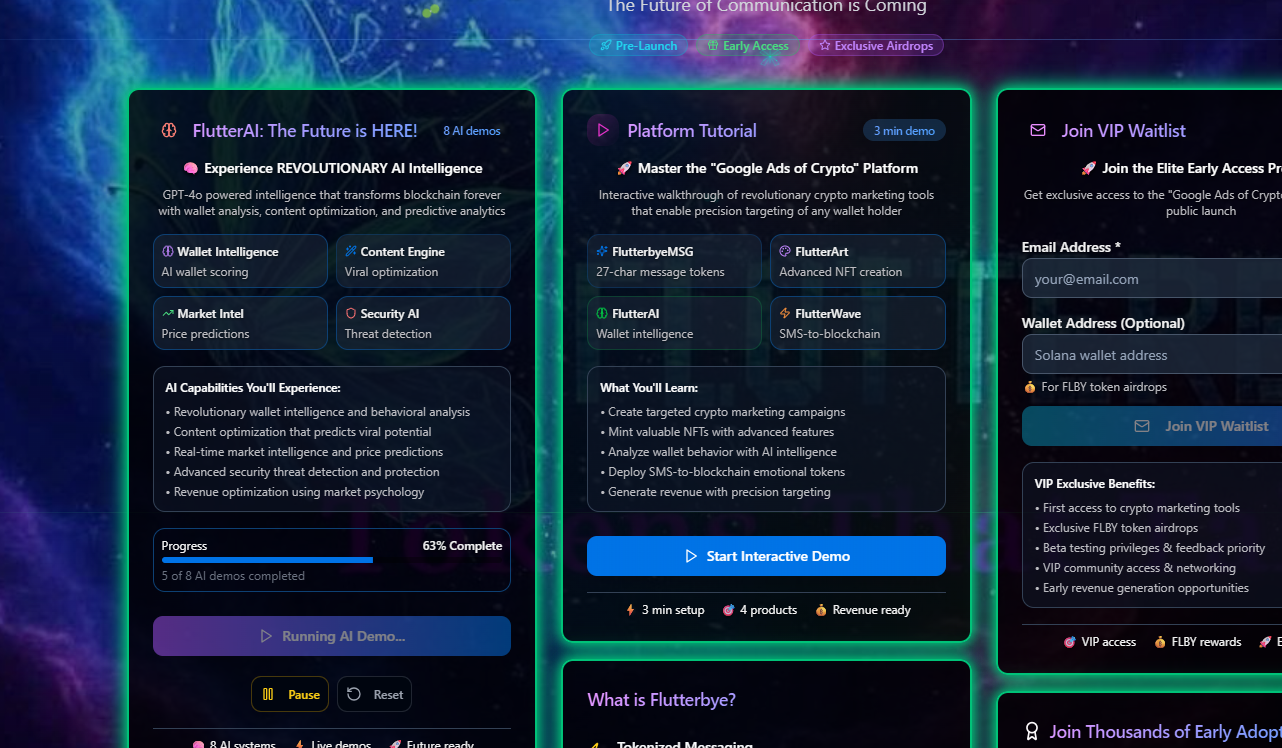 The Future of Communication is Coming
Pre-Launch
Early Access
Exclusive Airdrops
FlutterAI: The Future is HERE!
8 AI demos
🧠 Experience REVOLUTIONARY AI Intelligence
GPT-4o powered intelligence that transforms blockchain forever
with wallet analysis, content optimization, and predictive analytics
Wallet Intelligence
AI wallet scoring
Content Engine
Viral optimization
Market Intel
Price predictions
Security AI
Threat detection
AI Capabilities You'll Experience:
• Revolutionary wallet intelligence and behavioral analysis
• Content optimization that predicts viral potential
• Real-time market intelligence and price predictions
• Advanced security threat detection and protection
• Revenue optimization using market psychology
Progress
63% Complete
5 of 8 AI demos completed
Running AI Demo...
Pause
Reset
🧠 8 AI systems
⚡ Live demos
🚀 Future ready
Platform Tutorial
3 min demo
🚀 Master the "Google Ads of Crypto" Platform
Interactive walkthrough of revolutionary crypto marketing tools
that enable precision targeting of any wallet holder
FlutterbyeMSG
27-char message tokens
FlutterArt
Advanced NFT creation
FlutterAI
Wallet intelligence
FlutterWave
SMS-to-blockchain
What You'll Learn:
• Create targeted crypto marketing campaigns
• Mint valuable NFTs with advanced features
• Analyze wallet behavior with AI intelligence
• Deploy SMS-to-blockchain emotional tokens
• Generate revenue with precision targeting
Start Interactive Demo
⚡ 3 min setup
🎯 4 products
💰 Revenue ready
What is Flutterbye?
Tokenized Messaging
Join VIP Waitlist
🚀 Join the Elite Early Access
Get exclusive access to the "Google Ads of
public launch
Email Address *
your@email.com
Wallet Address (Optional)
Solana wallet address
💰 For FLBY token airdrops
Join VIP Waitlist
VIP Exclusive Benefits:
• First access to crypto marketing tools
• Exclusive FLBY token airdrops
• Beta testing privileges & feedback priority
• VIP community access & networking
• Early revenue generation opportunities
🎯 VIP access
💰 FLBY rewards
🚀
Join Thousands of Early